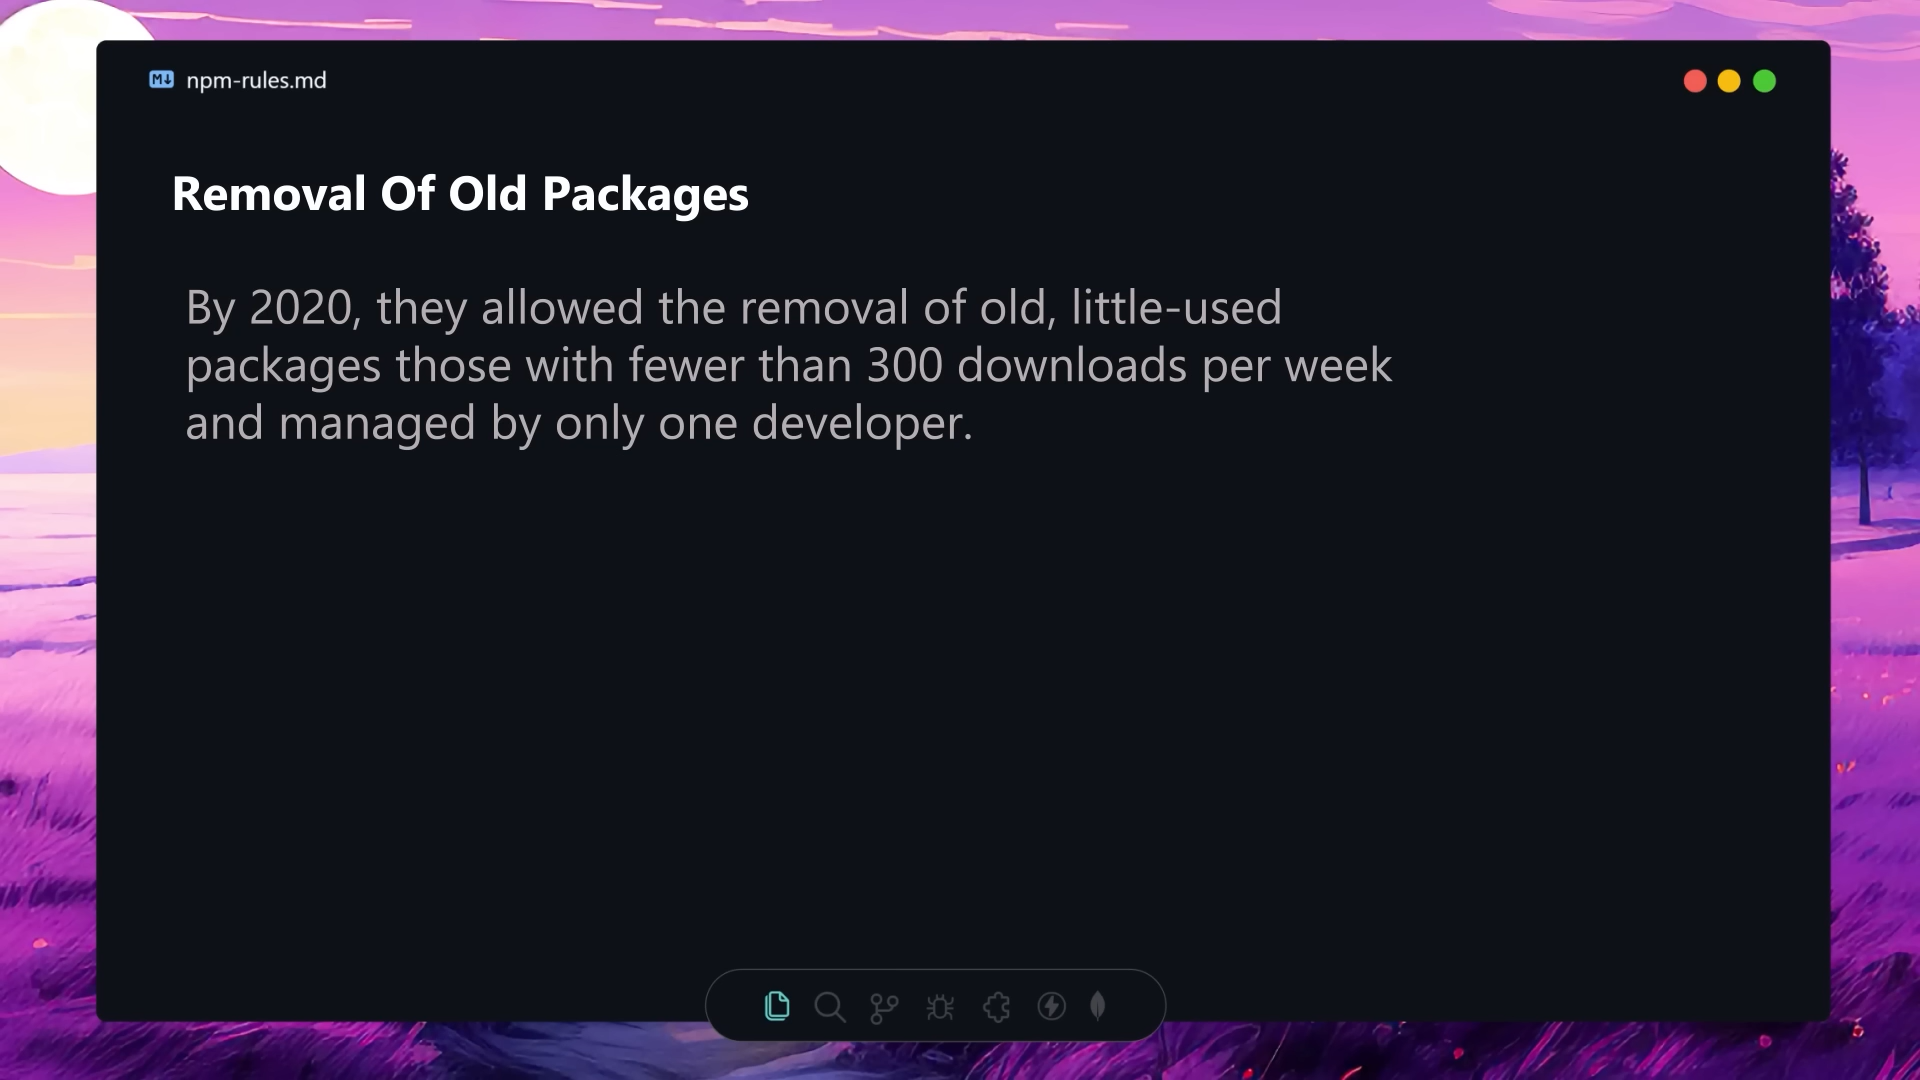 npm-rules.md
Removal Of Old Packages
By 2020, they allowed the removal of old, little-used
packages those with fewer than 300 downloads per week
and managed by only one developer.